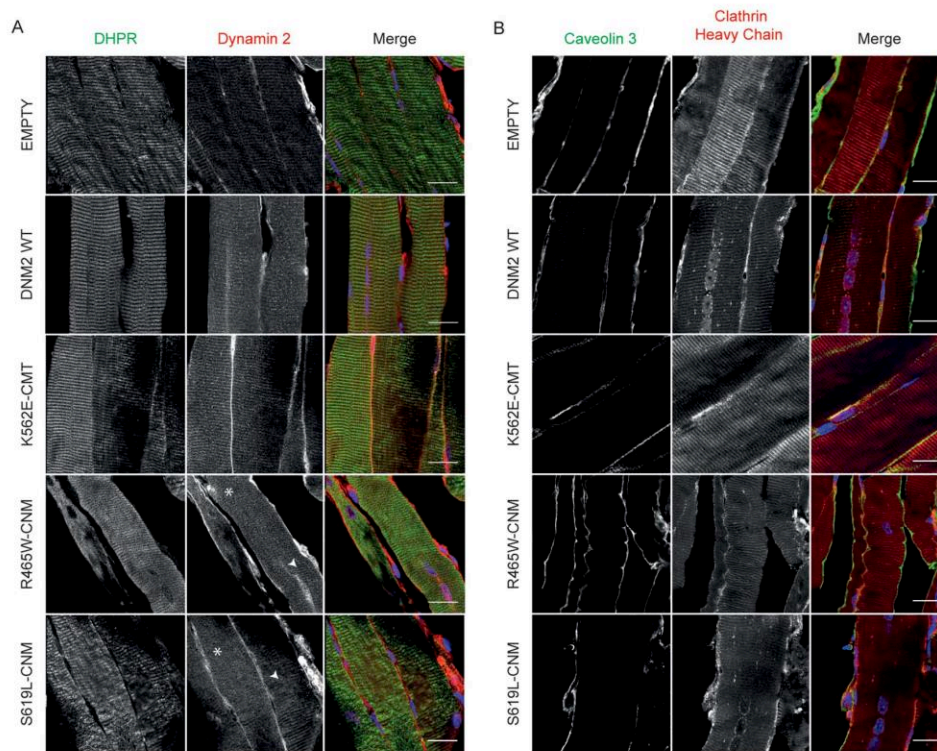 A
B
DHPR
Dynamin 2
Merge
Caveolin 3
Clathrin
Heavy Chain
Merge
EMPTY
EMPTY
DNM2 WT
DNM2 WT
K562E-CMT
K562E-CMT
R465W-CNM
*
R465W-CNM
S619L-CNM
*
S619L-CNM